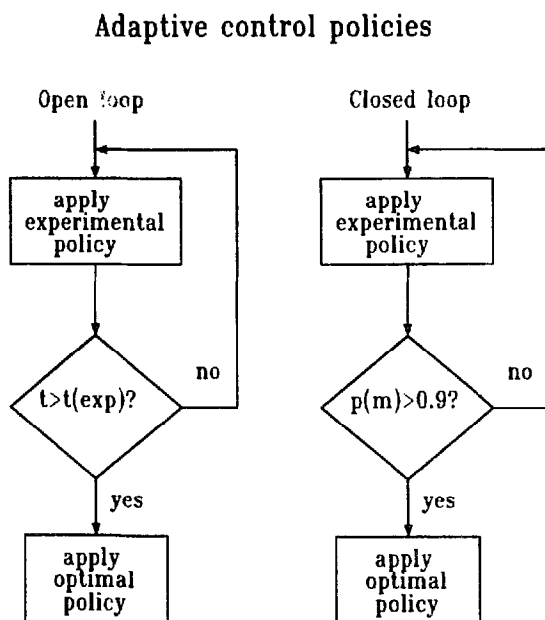 Adaptive control policies
Open loop
apply
experimental
policy
t>t(exp)?
no
yes
apply
optimal
policy
Closed loop
apply
experimental
policy
p(m)>0.9?
no
yes
apply
optimal
policy